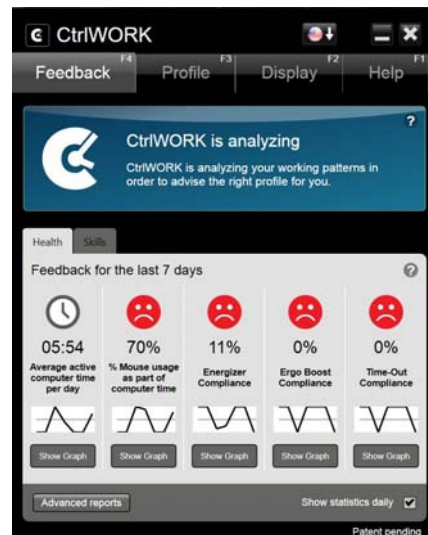 CtrlWORK
Feedback F4 Profile F3 Display F2 Help F1
?
CtrlWORK is analyzing
CtrlWORK is analyzing your working patterns in
order to advise the right profile for you.
Health Skills
Feedback for the last 7 days ?
05:54 70% 11% 0% 0%
Average active
computer time
per day
% Mouse usage
as part of
computer time
Energizer
Compliance
Ergo Boost
Compliance
Time-Out
Compliance
Show Graph Show Graph Show Graph Show Graph Show Graph
Advanced reports Show statistics daily
Patent pending